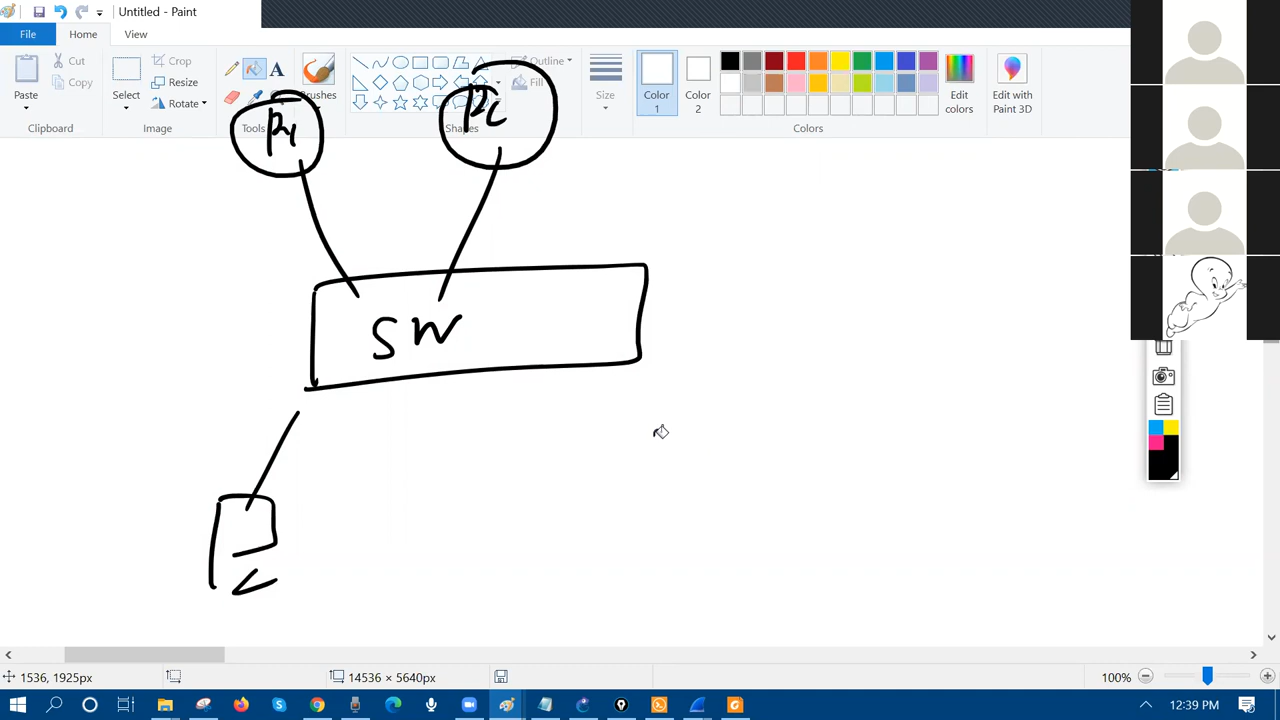 Untitled - Paint
File
Home
View
Cut
Copy
Paste
Clipboard
Crop
Resize
Rotate
Select
Image
Tools
Brushes
Outline
Fill
Shapes
Size
Color 1
Color 2
Edit colors
Edit with Paint 3D
Colors
R1
SW
1536, 1925px
14536 × 5640px
100%
12:39 PM